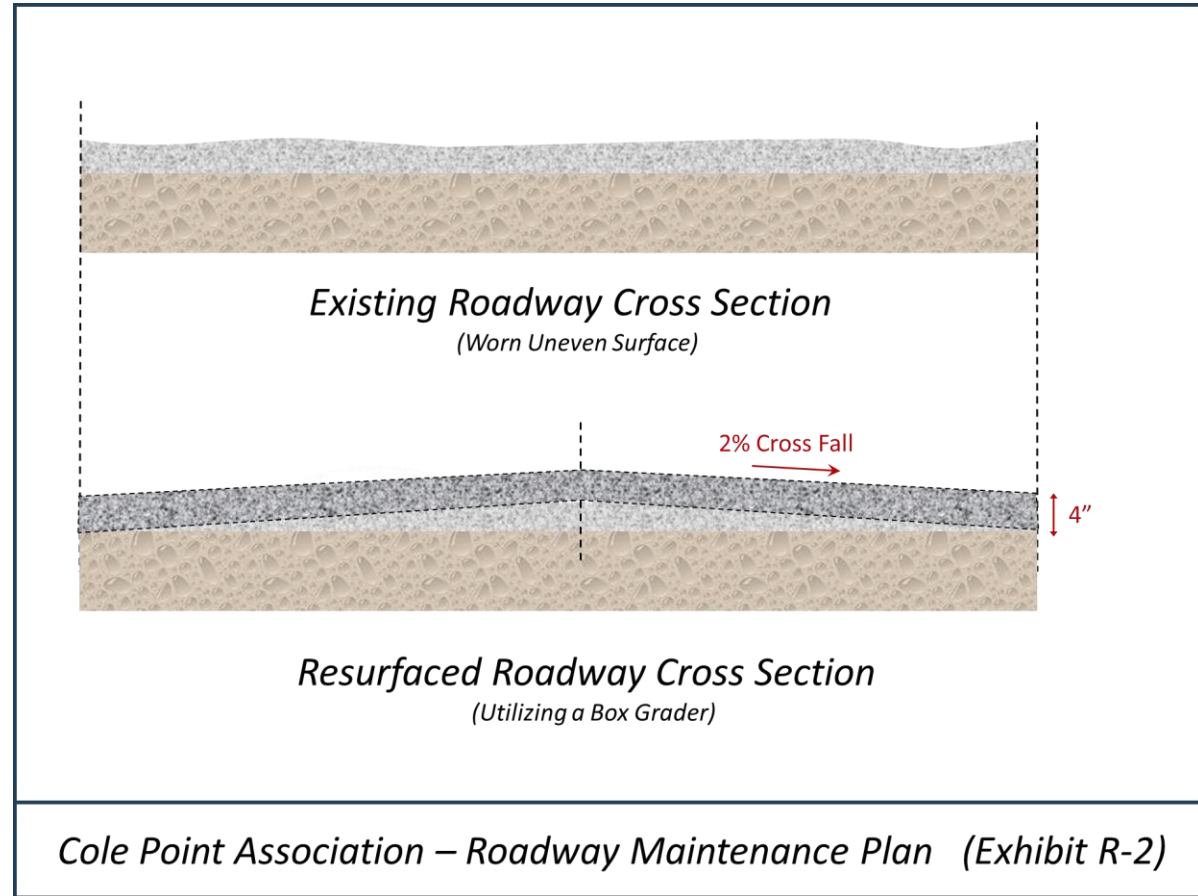 Existing Roadway Cross Section
(Worn Uneven Surface)
2% Cross Fall
4”
Resurfaced Roadway Cross Section
(Utilizing a Box Grader)
Cole Point Association – Roadway Maintenance Plan (Exhibit R-2)